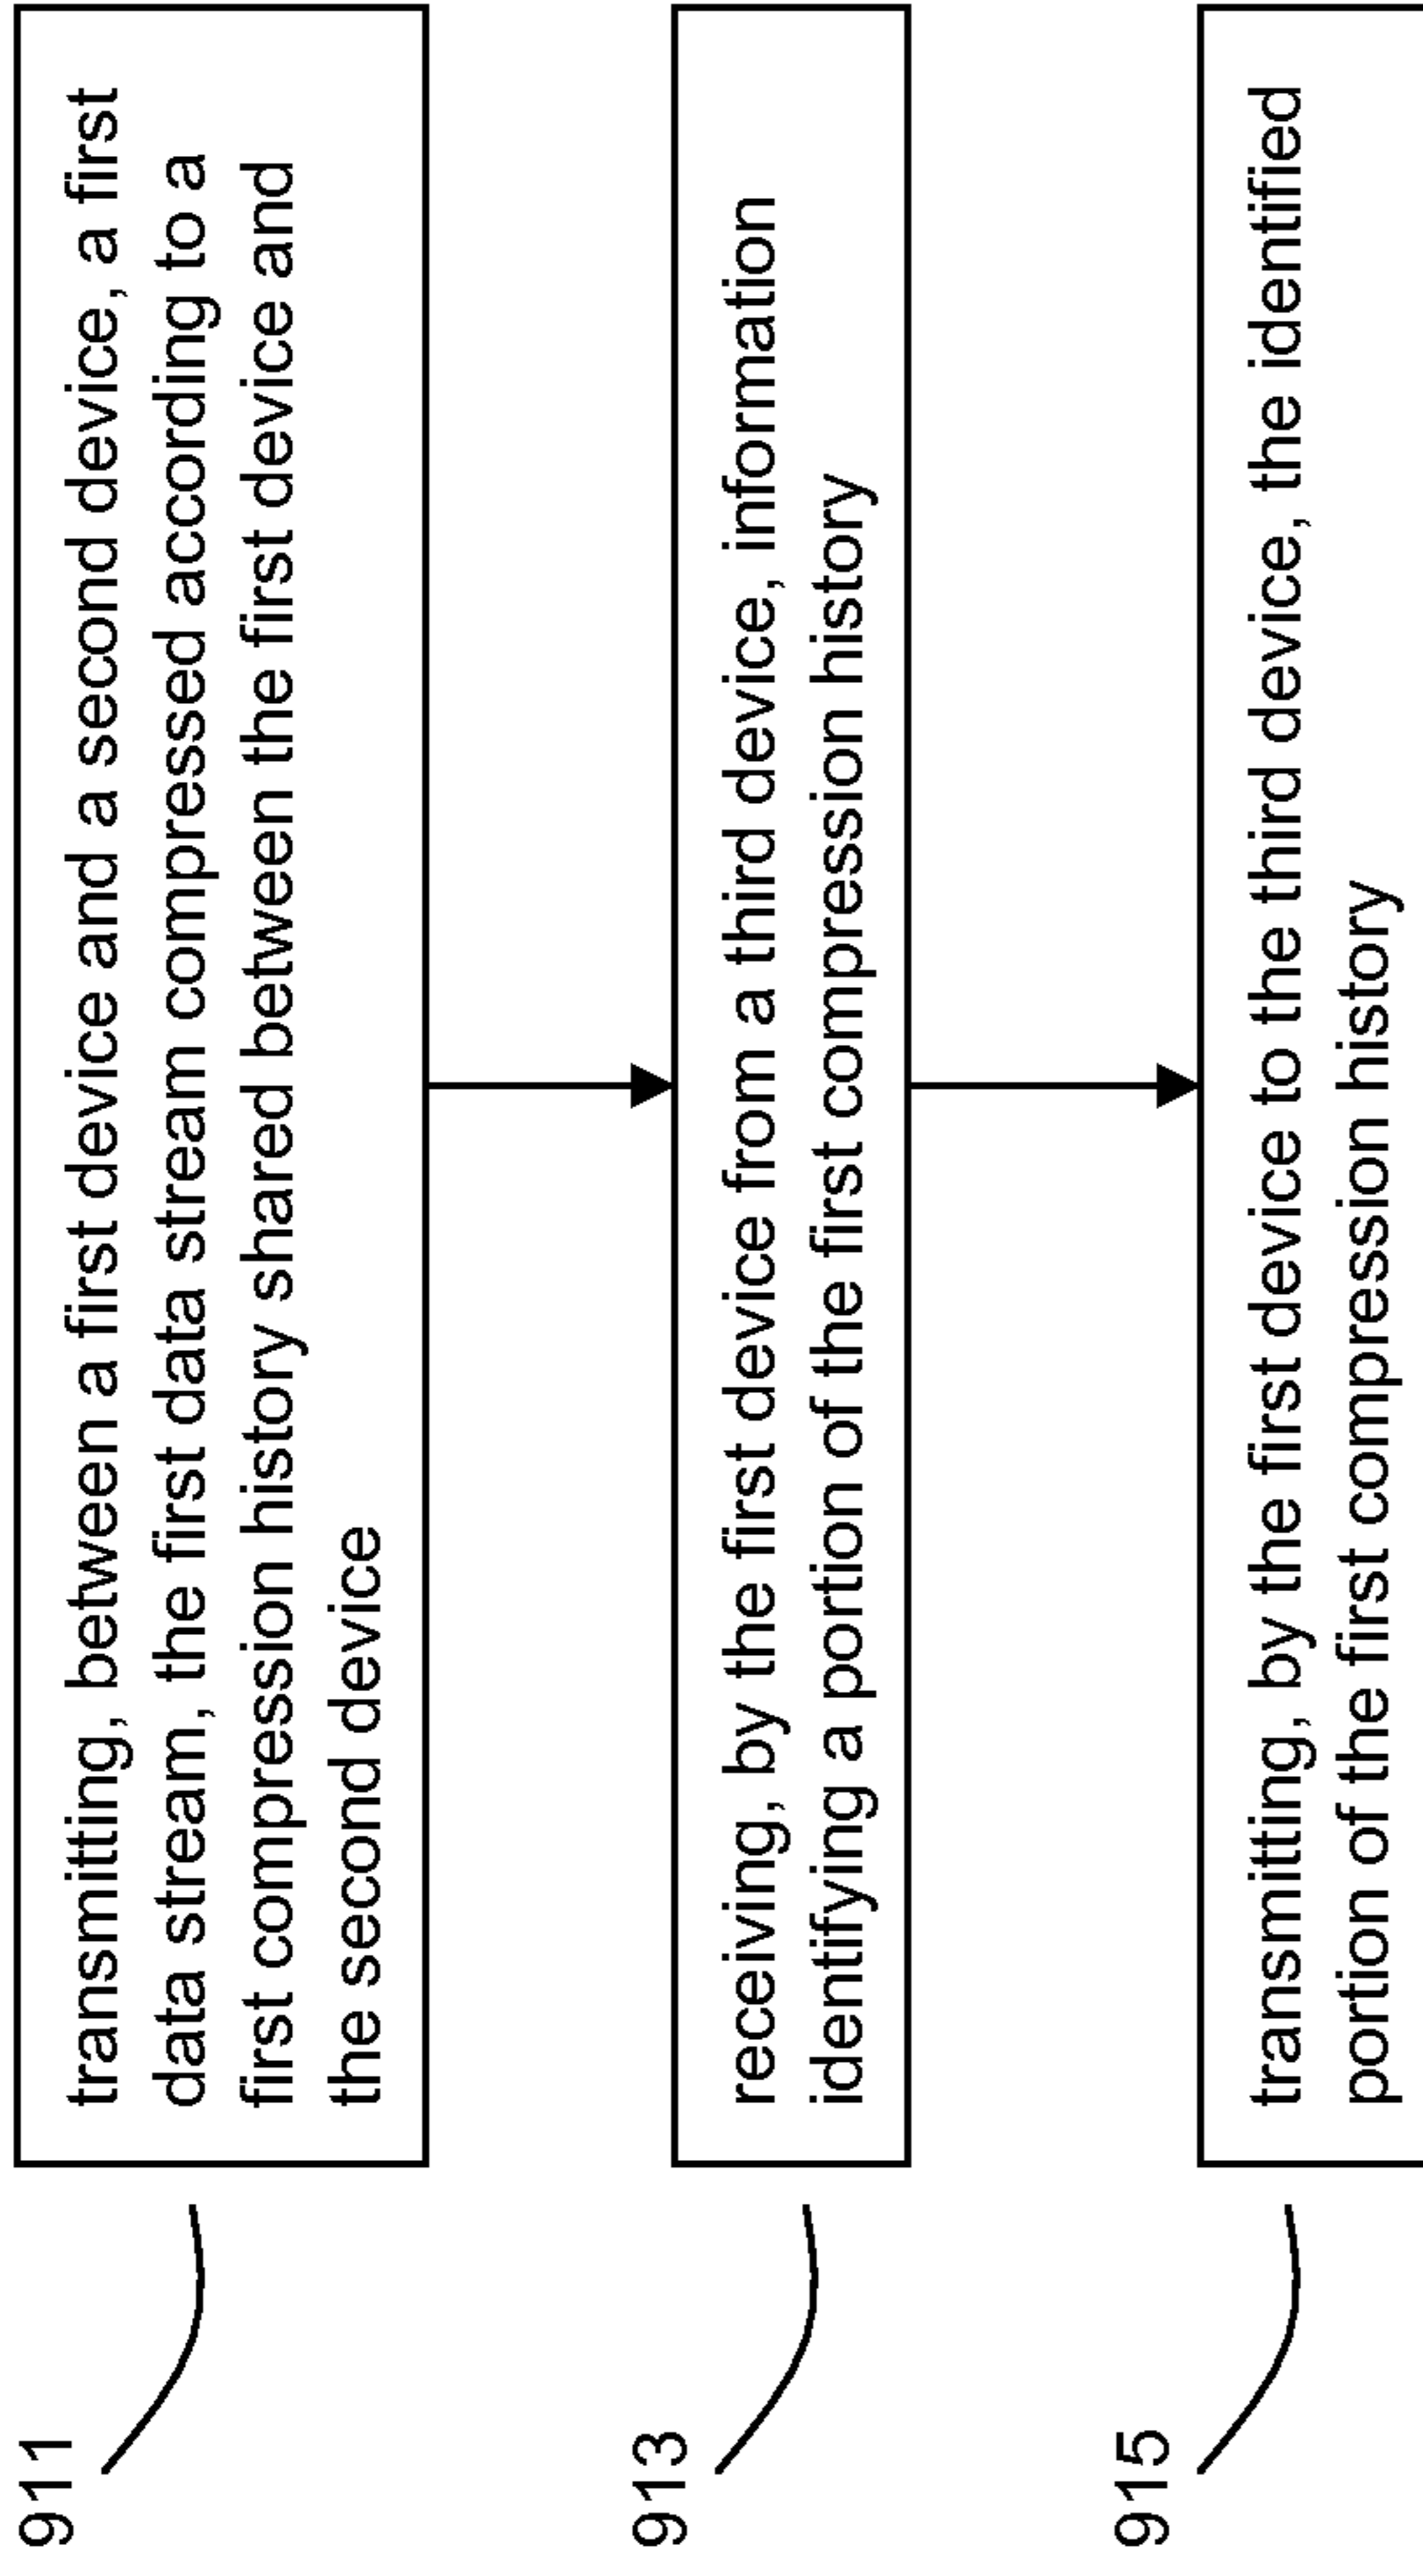 911
transmitting, between a first device and a second device, a first
data stream, the first data stream compressed according to a
first compression history shared between the first device and
the second device
913
receiving, by the first device from a third device, information
identifying a portion of the first compression history
915
transmitting, by the first device to the third device, the identified
portion of the first compression history